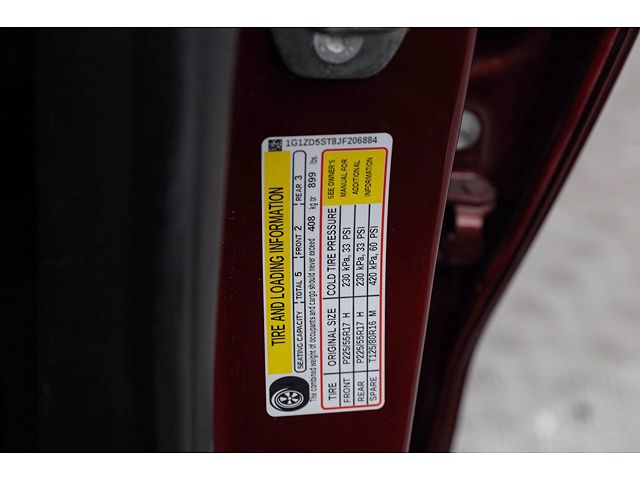 1G1ZD5ST8JF206884
TIRE AND LOADING INFORMATION
SEATING CAPACITY | TOTAL 5 | FRONT 2 | REAR 3
The combined weight of occupants and cargo should never exceed 408 kg or 899 lbs.
TIRE ORIGINAL SIZE COLD TIRE PRESSURE
FRONT P225/55R17 H 230 kPa, 33 PSI
REAR P225/55R17 H 230 kPa, 33 PSI
SPARE T125/80R16 M 420 kPa, 60 PSI
SEE OWNER'S
MANUAL FOR
ADDITIONAL
INFORMATION